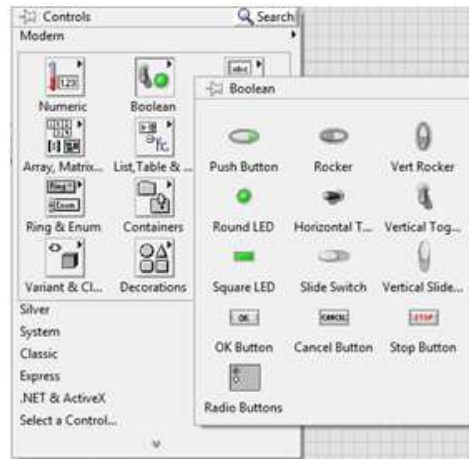 Controls
Search
Modern
Numeric
Boolean
Array, Matrix...
List, Table & ...
Ring & Enum
Containers
Variant & Cl...
Decorations
Silver
System
Classic
Express
.NET & ActiveX
Select a Control...
Boolean
Push Button
Rocker
Vert Rocker
Round LED
Horizontal T...
Vertical Tog...
Square LED
Slide Switch
Vertical Slide...
OK
CANCEL
STOP
OK Button
Cancel Button
Stop Button
Radio Buttons